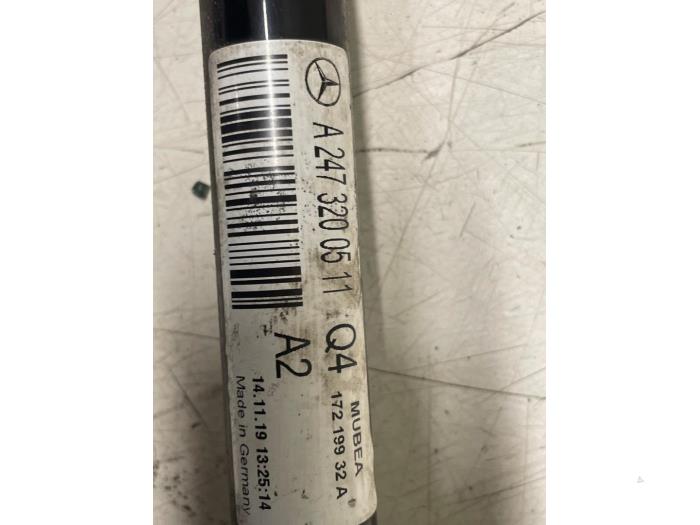 A 247 320 05 11 Q4
A2
MUBEA
172 199 32 A
14.11.19 13:25:14
Made in Germany